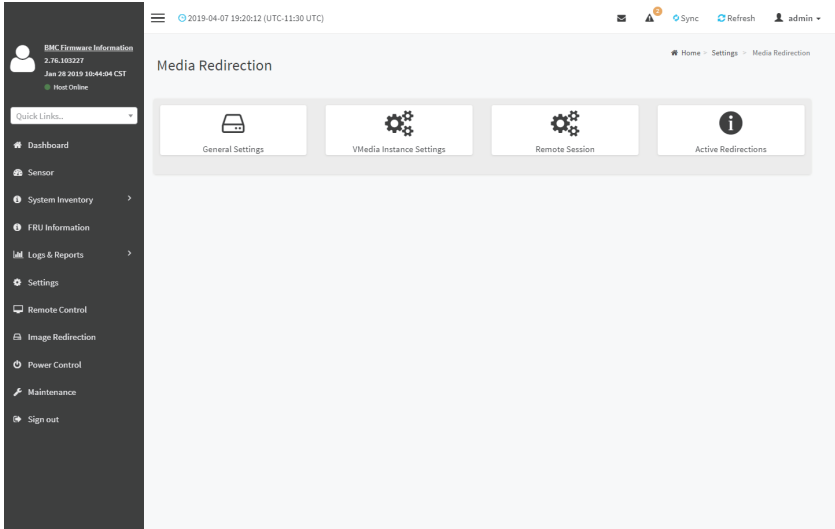 2019-04-07 19:20:12 (UTC-11:30 UTC)
2
Sync
Refresh
admin
BMC Firmware Information
2.76.103227
Jan 28 2019 10:44:04 CST
Host Online
Quick Links..
Dashboard
Sensor
System Inventory
FRU Information
Logs & Reports
Settings
Remote Control
Image Redirection
Power Control
Maintenance
Sign out
Media Redirection
Home > Settings > Media Redirection
General Settings
VMedia Instance Settings
Remote Session
Active Redirections